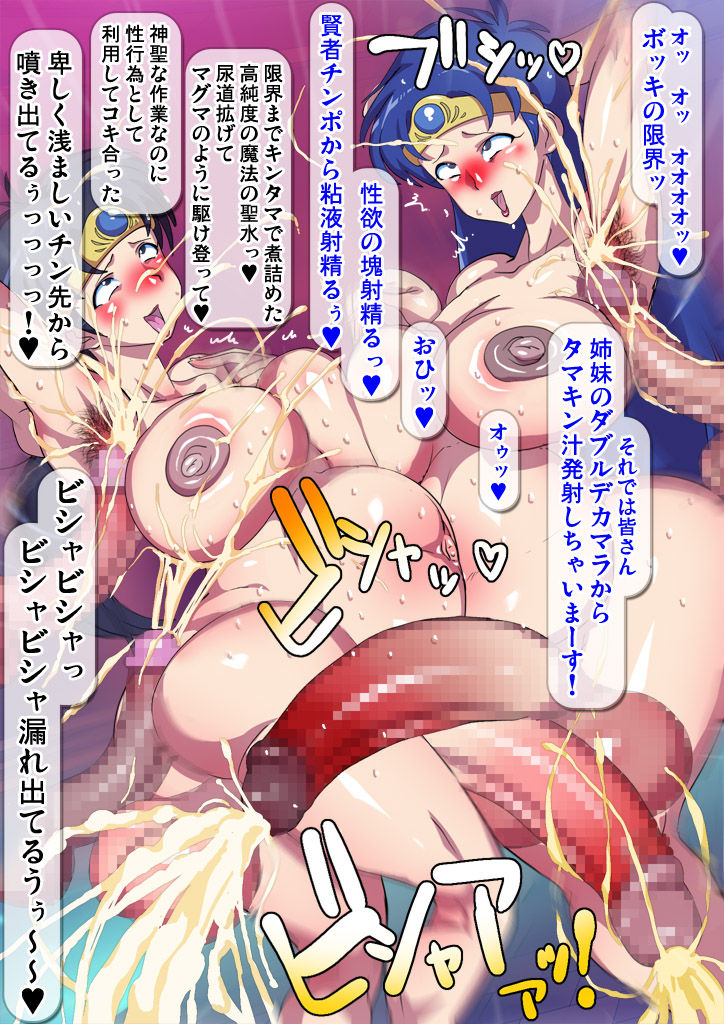 オッ オッ オオオオッ♥
ボッキの限界ッ
ブシッ♡
賢者チンポから粘液射精るぅ♥
性欲の塊射精るっ♥
おひッ♥
オゥッ♥
限界までキンタマで煮詰めた
高純度の魔法の聖水っ♥
尿道拡げて
マグマのように駆け登って♥
神聖な作業なのに
性行為として
利用してコキ合った
卑しく浅ましいチン先から
噴き出てるぅっっっっ！♥
それでは皆さん
姉妹のダブルデカマラから
タマキン汁発射しちゃいまーす！
ビシャッ♡
ビシャビシャっ
ビシャビシャ漏れ出てるうぅ～～♥
ビシャアアッ！